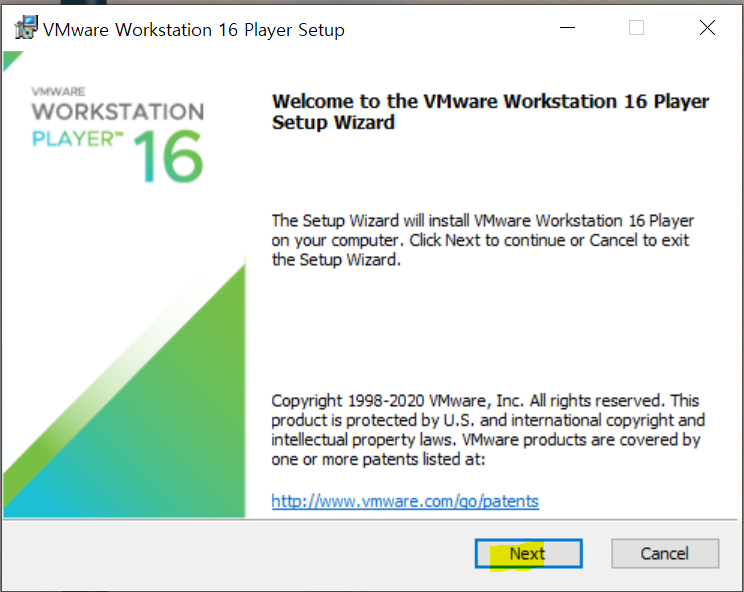 VMware Workstation 16 Player Setup
VMWARE
WORKSTATION
PLAYER™
16
Welcome to the VMware Workstation 16 Player
Setup Wizard
The Setup Wizard will install VMware Workstation 16 Player
on your computer. Click Next to continue or Cancel to exit
the Setup Wizard.
Copyright 1998-2020 VMware, Inc. All rights reserved. This
product is protected by U.S. and international copyright and
intellectual property laws. VMware products are covered by
one or more patents listed at:
http://www.vmware.com/go/patents
Next
Cancel